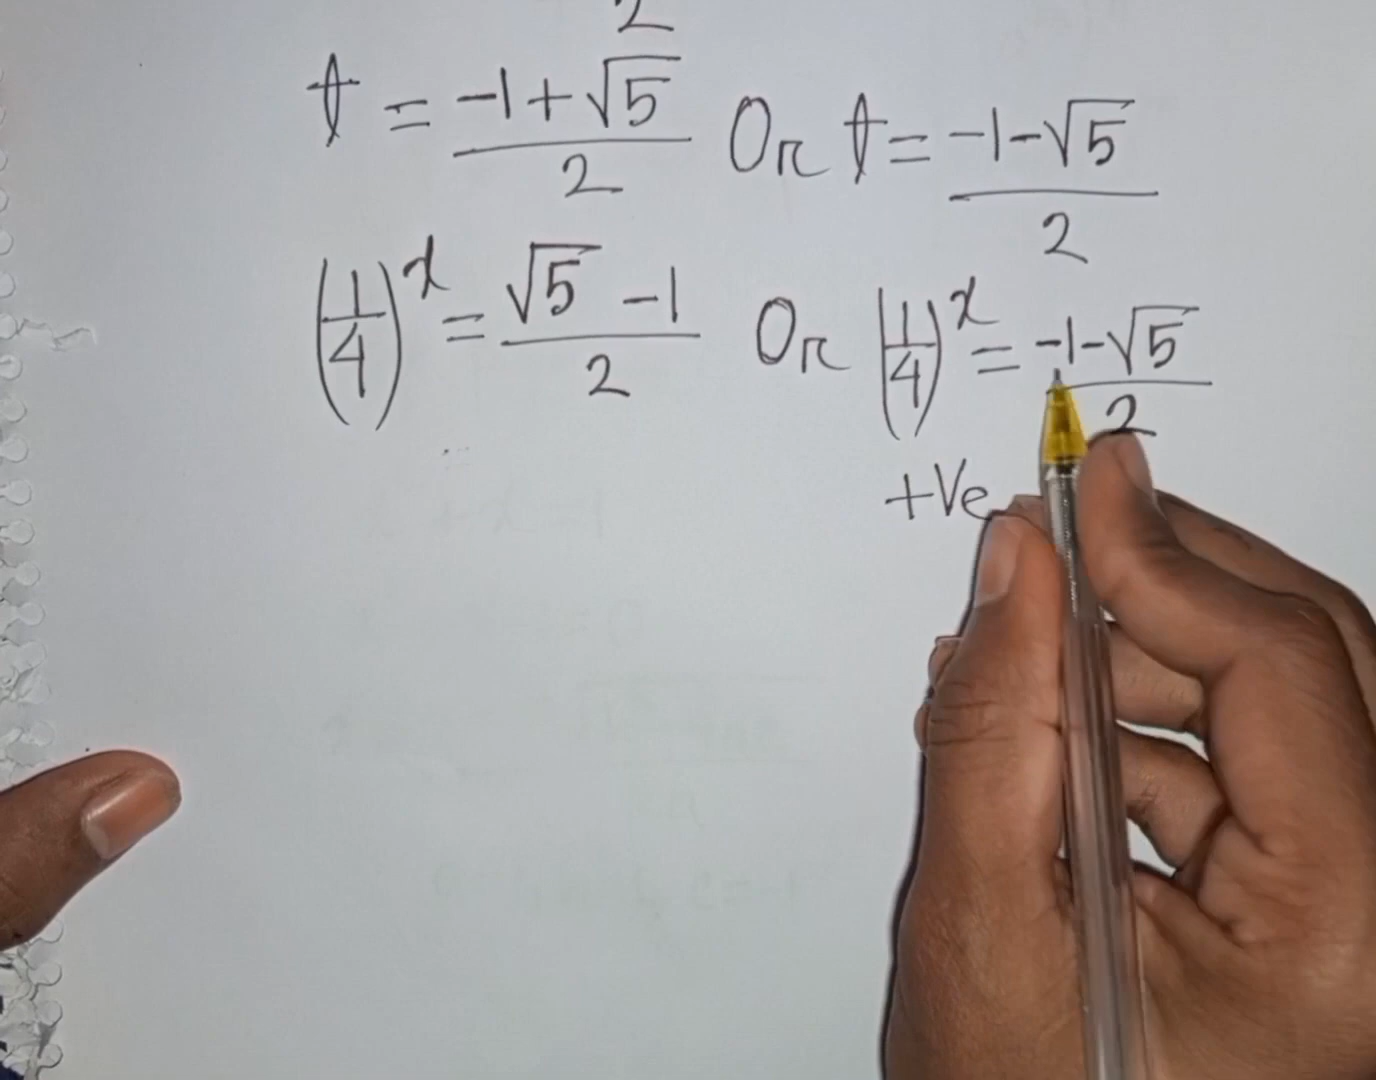 2
t = (-1+√5)/2 Or t = (-1-√5)/2
(1/4)^x = (√5 -1)/2 Or (1/4)^x = (-1-√5)/2
+Ve